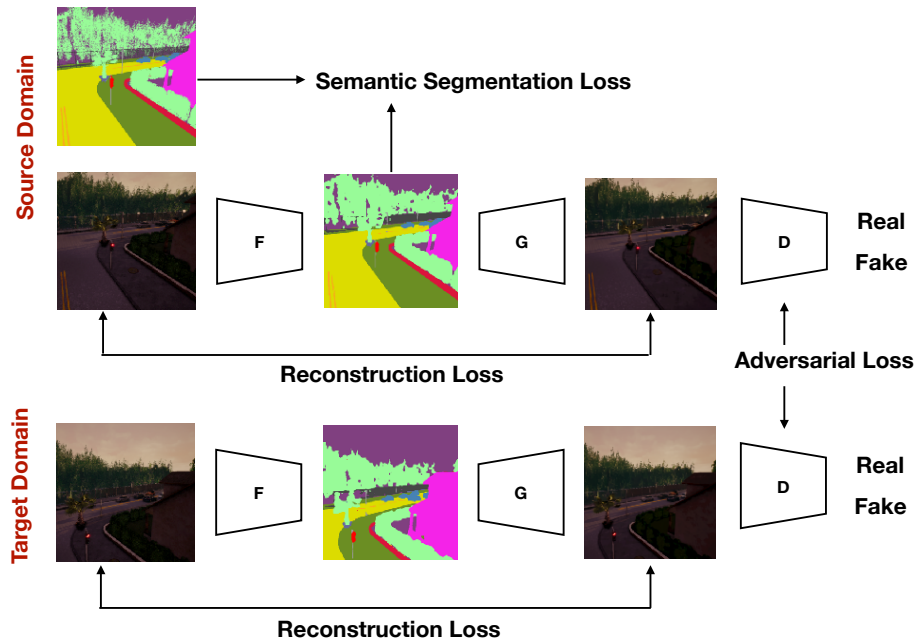 Source Domain
Semantic Segmentation Loss
F
G
D
Real
Fake
Reconstruction Loss
Adversarial Loss
Target Domain
F
G
D
Real
Fake
Reconstruction Loss